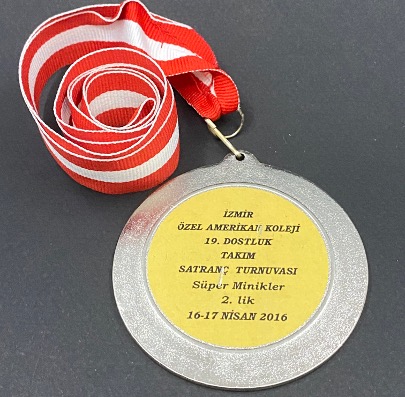 İZMİR
ÖZEL AMERİKAN KOLEJİ
19. DOSTLUK
TAKIM
SATRANÇ TURNUVASI
Süper Minikler
2. lik
16-17 NİSAN 2016